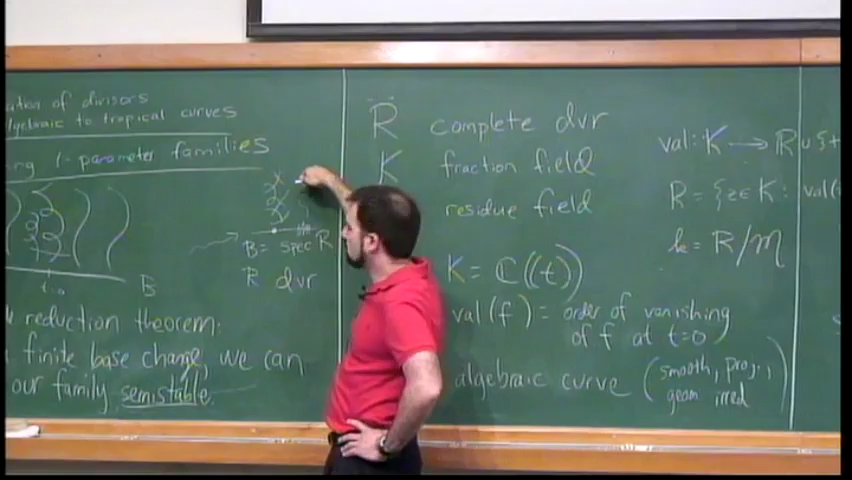 ation of divisors
lgebraic to tropical curves
ng 1-parameter families
t=0
B
B = spec R
R dvr
reduction theorem:
finite base change, we can
our family semistable.
R complete dvr
K fraction field
residue field
K = ℂ((t))
val(f) = order of vanishing
of f at t=0
algebraic curve (smooth, proj.,
geom irred)
val: K → ℝ ∪ {+
R = {z ∈ K : val(
k = R/m